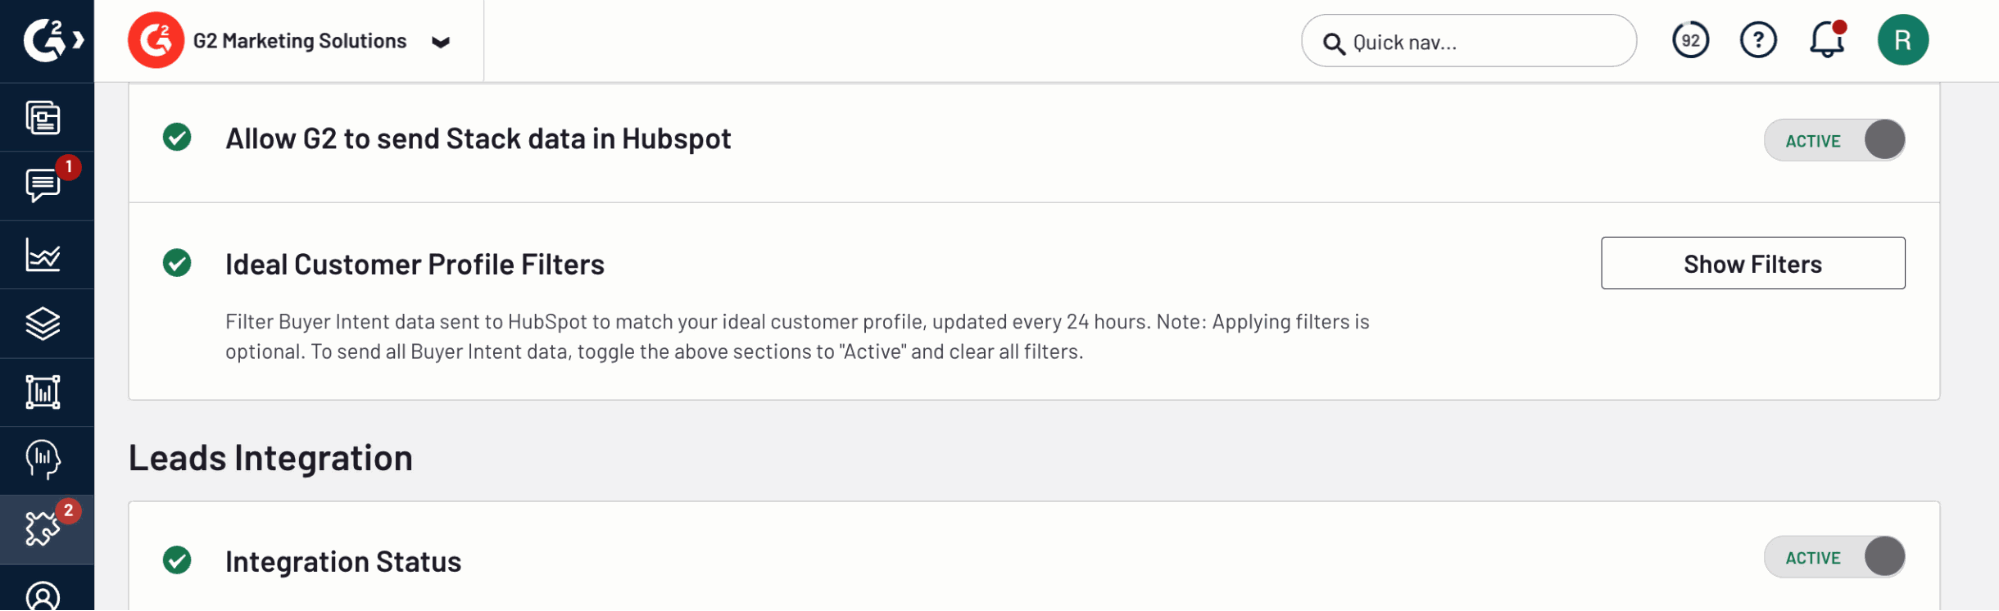 G2
G2 G2 Marketing Solutions
Quick nav...
92
?
R
Allow G2 to send Stack data in Hubspot
ACTIVE
1
Ideal Customer Profile Filters
Show Filters
Filter Buyer Intent data sent to HubSpot to match your ideal customer profile, updated every 24 hours. Note: Applying filters is
optional. To send all Buyer Intent data, toggle the above sections to "Active" and clear all filters.
Leads Integration
2
Integration Status
ACTIVE